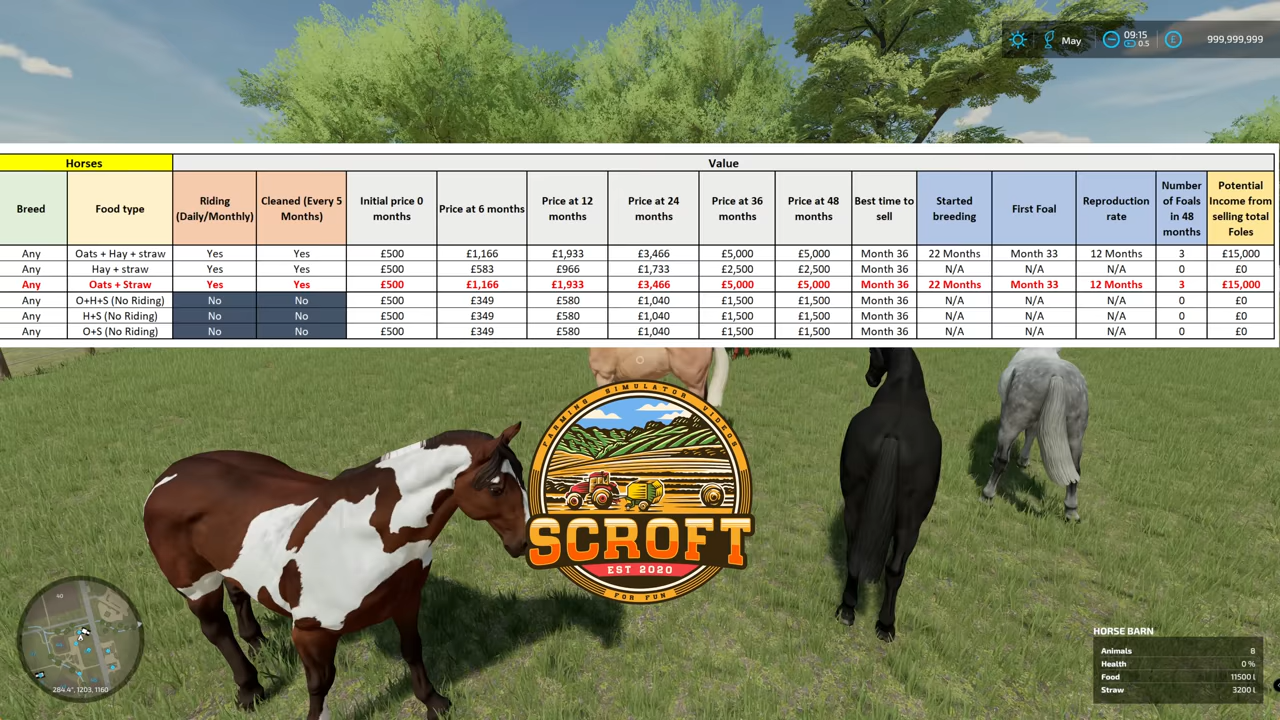 May
09:15
0.5
E
999,999,999
Horses
Value
Breed
Food type
Riding (Daily/Monthly)
Cleaned (Every 5 Months)
Initial price 0 months
Price at 6 months
Price at 12 months
Price at 24 months
Price at 36 months
Price at 48 months
Best time to sell
Started breeding
First Foal
Reproduction rate
Number of Foals in 48 months
Potential Income from selling total Foles
Any Oats + Hay + straw Yes Yes £500 £1,166 £1,933 £3,466 £5,000 £5,000 Month 36 22 Months Month 33 12 Months 3 £15,000
Any Hay + straw Yes Yes £500 £583 £966 £1,733 £2,500 £2,500 Month 36 N/A N/A N/A 0 £0
Any Oats + Straw Yes Yes £500 £1,166 £1,933 £3,466 £5,000 £5,000 Month 36 22 Months Month 33 12 Months 3 £15,000
Any O+H+S (No Riding) No No £500 £349 £580 £1,040 £1,500 £1,500 Month 36 N/A N/A N/A 0 £0
Any H+S (No Riding) No No £500 £349 £580 £1,040 £1,500 £1,500 Month 36 N/A N/A N/A 0 £0
Any O+S (No Riding) No No £500 £349 £580 £1,040 £1,500 £1,500 Month 36 N/A N/A N/A 0 £0
FARMING SIMULATOR VIDEOS
SCROFT
EST 2020
FOR FUN
40
284.4°, 1203, 1160
HORSE BARN
Animals 8
Health 0 %
Food 11500 l
Straw 3200 l